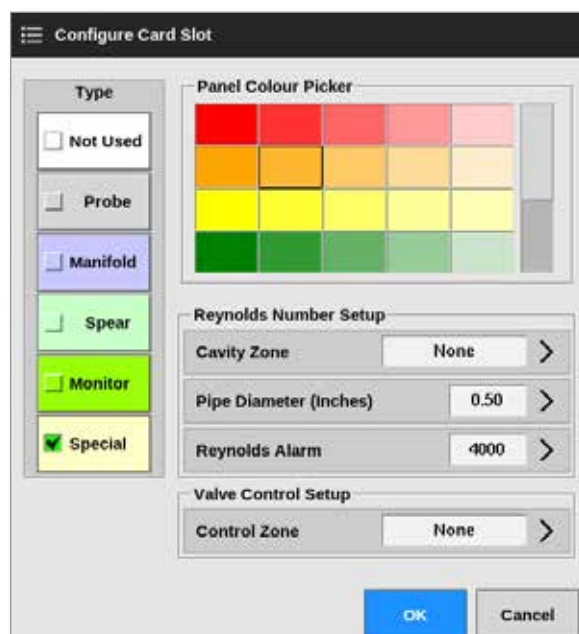 Configure Card Slot
Type
Not Used
Probe
Manifold
Spear
Monitor
Special
Panel Colour Picker
Reynolds Number Setup
Cavity Zone None
Pipe Diameter (Inches) 0.50
Reynolds Alarm 4000
Valve Control Setup
Control Zone None
OK Cancel